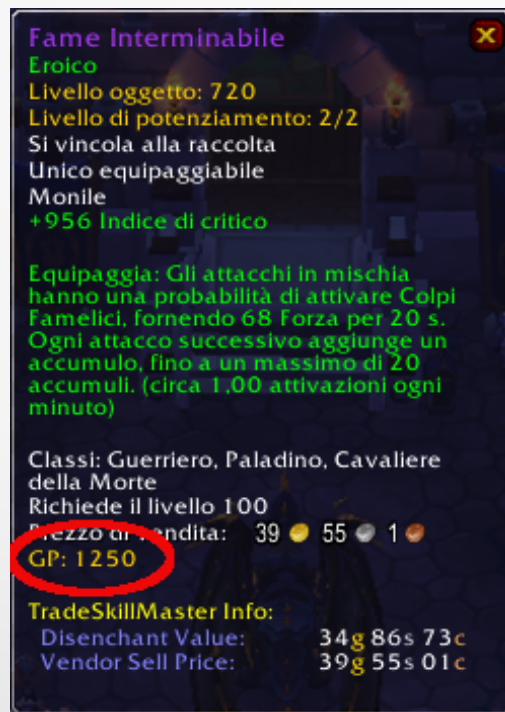 Fame Interminabile
Eroico
Livello oggetto: 720
Livello di potenziamento: 2/2
Si vincola alla raccolta
Unico equipaggiabile
Monile
+956 Indice di critico
Equipaggia: Gli attacchi in mischia
hanno una probabilità di attivare Colpi
Famelici, fornendo 68 Forza per 20 s.
Ogni attacco successivo aggiunge un
accumulo, fino a un massimo di 20
accumuli. (circa 1,00 attivazioni ogni
minuto)
Classi: Guerriero, Paladino, Cavaliere
della Morte
Richiede il livello 100
Prezzo di vendita: 39 55 1
GP: 1250
TradeSkillMaster Info:
Disenchant Value: 34g 86s 73c
Vendor Sell Price: 39g 55s 01c